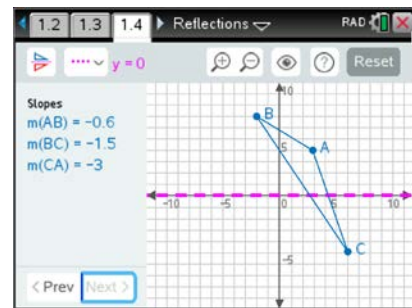 1.2 1.3 1.4 Reflections RAD
y = 0 Reset
Slopes
m(AB) = -0.6
m(BC) = -1.5
m(CA) = -3
10
B
5
A
-10 -5 0 5 10
C
-5
< Prev Next >